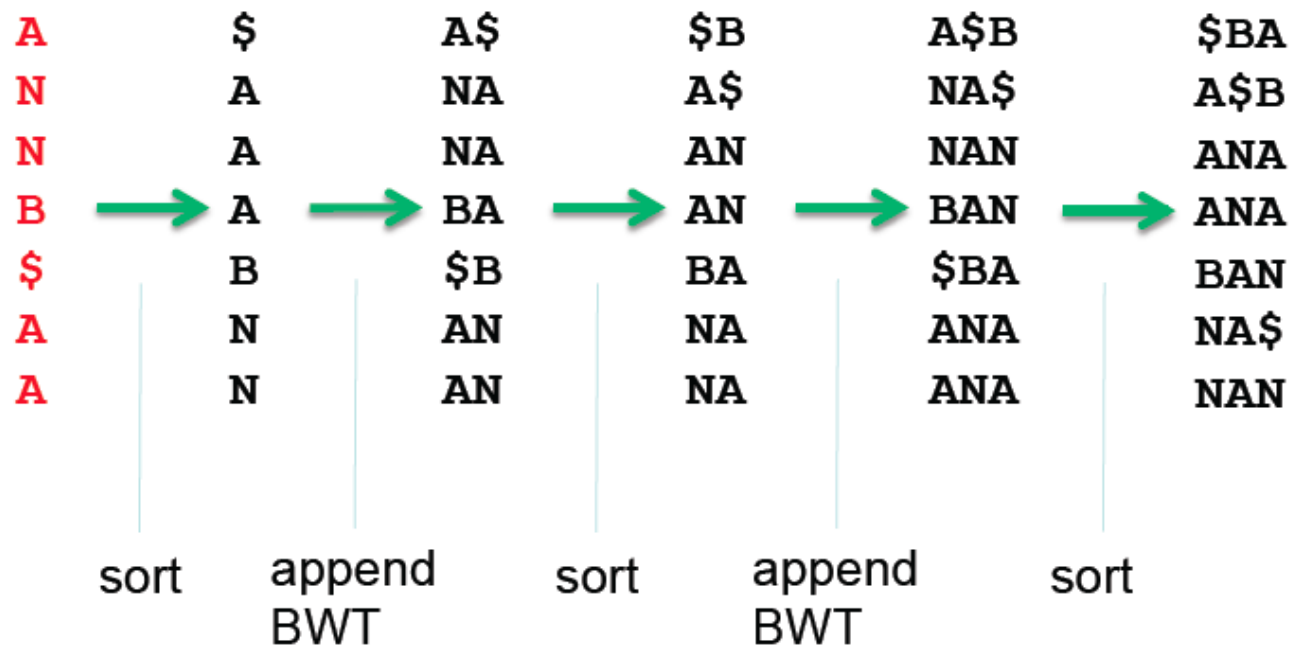 A $ A$ $B A$B $BA
N A NA A$ NA$ A$B
N A NA AN NAN ANA
B A BA AN BAN ANA
$ B $B BA $BA BAN
A N AN NA ANA NA$
A N AN NA ANA NAN
sort append sort append sort
BWT BWT